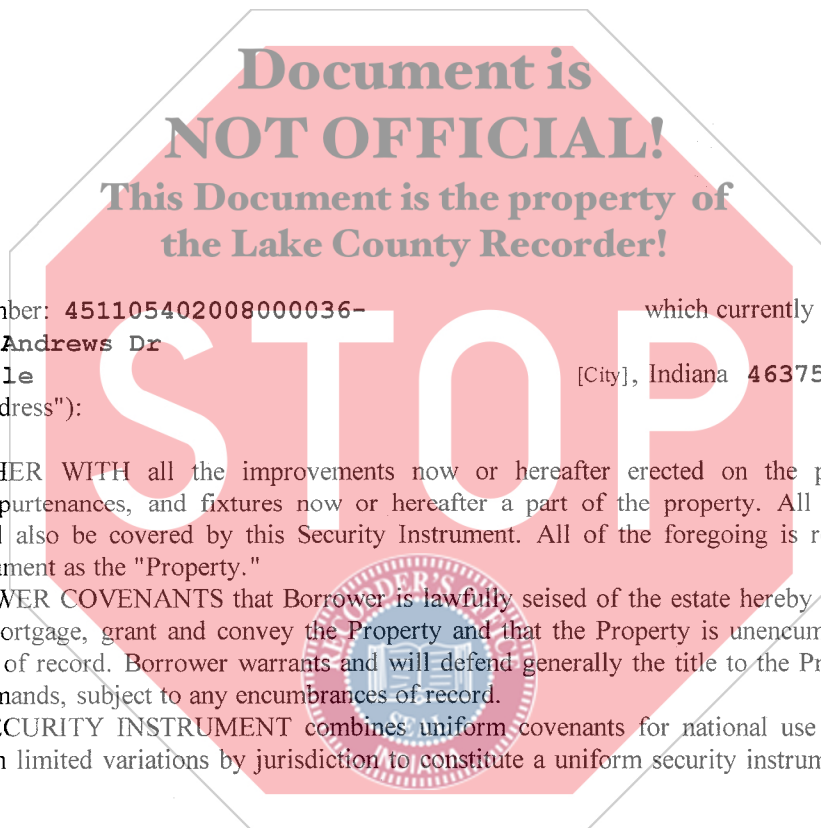 Document is
NOT OFFICIAL!
This Document is the property of
the Lake County Recorder!
nber: 451105402008000036- which currently
Andrews Dr
le [City], Indiana 46375
dress"):
STOP
HER WITH all the improvements now or hereafter erected on the p
purtenances, and fixtures now or hereafter a part of the property. All
l also be covered by this Security Instrument. All of the foregoing is r
ument as the "Property."
WER COVENANTS that Borrower is lawfully seised of the estate hereby
ortgage, grant and convey the Property and that the Property is unencum
of record. Borrower warrants and will defend generally the title to the Pr
mands, subject to any encumbrances of record.
ECURITY INSTRUMENT combines uniform covenants for national use
n limited variations by jurisdiction to constitute a uniform security instrum
RECORDER'S OFFICE
SEAL
INDIANA